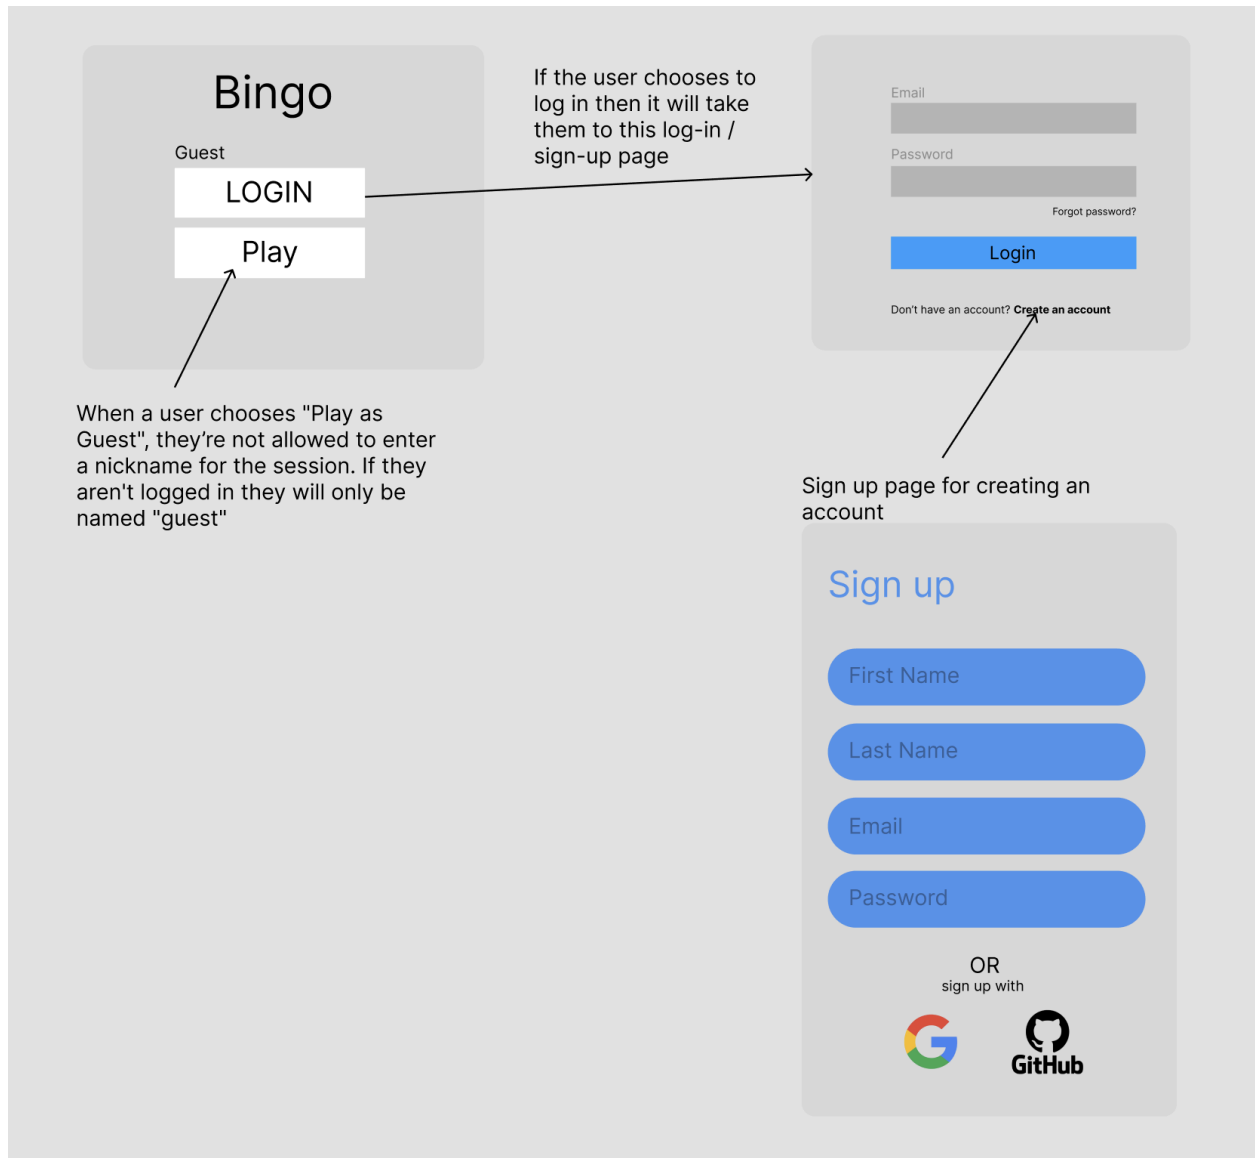 Bingo
Guest
LOGIN
Play
When a user chooses "Play as
Guest", they’re not allowed to enter
a nickname for the session. If they
aren't logged in they will only be
named "guest"
If the user chooses to
log in then it will take
them to this log-in /
sign-up page
Email
Password
Forgot password?
Login
Don’t have an account? Create an account
Sign up page for creating an
account
Sign up
First Name
Last Name
Email
Password
OR
sign up with
GitHub